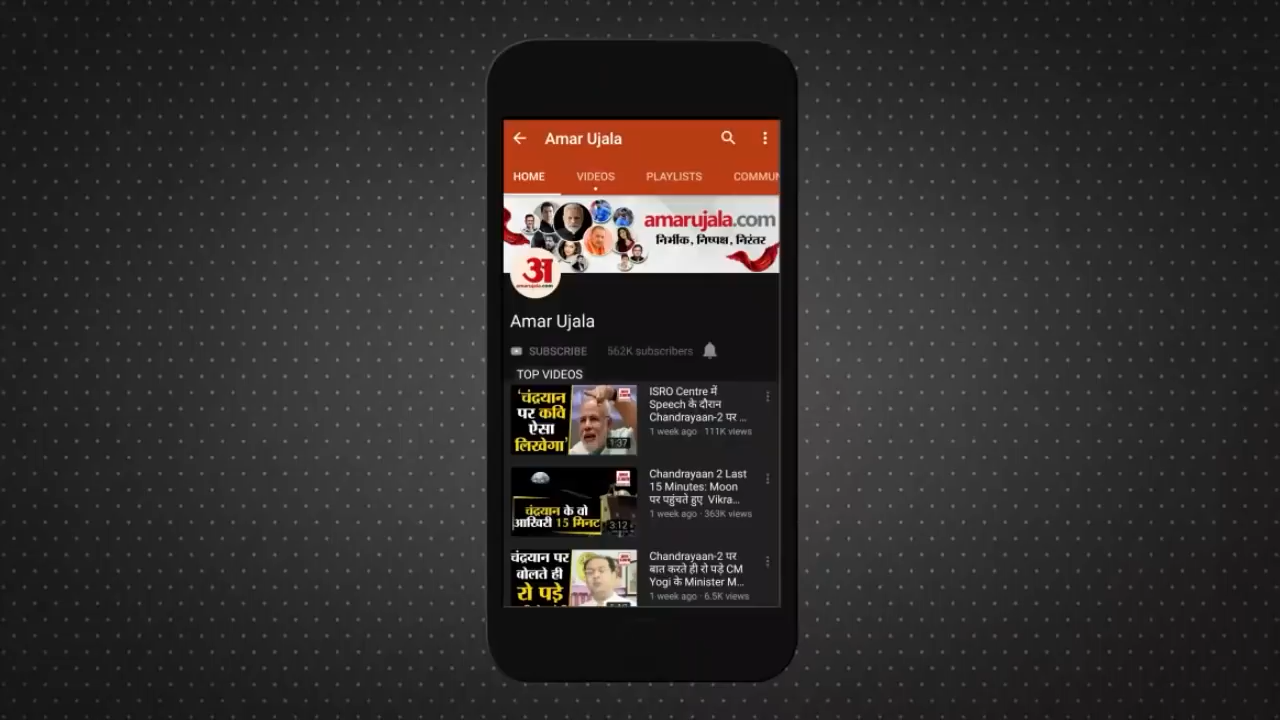 Amar Ujala
HOME VIDEOS PLAYLISTS COMMUN
amarujala.com
निर्भीक, निष्पक्ष, निरंतर
अ
amarujala.com
Amar Ujala
SUBSCRIBE 562K subscribers
TOP VIDEOS
'चंद्रयान
पर कवि
ऐसा
लिखेगा'
1:37
ISRO Centre में
Speech के दौरान
Chandrayaan-2 पर ...
1 week ago · 111K views
चंद्रयान के वो
आखिरी 15 मिनट
3:12
Chandrayaan 2 Last
15 Minutes: Moon
पर पहुंचते हुए Vikra...
1 week ago · 363K views
चंद्रयान पर
बोलते ही
रो पड़े
Chandrayaan-2 पर
बात करते ही रो पड़े CM
Yogi के Minister M...
1 week ago · 6.5K views